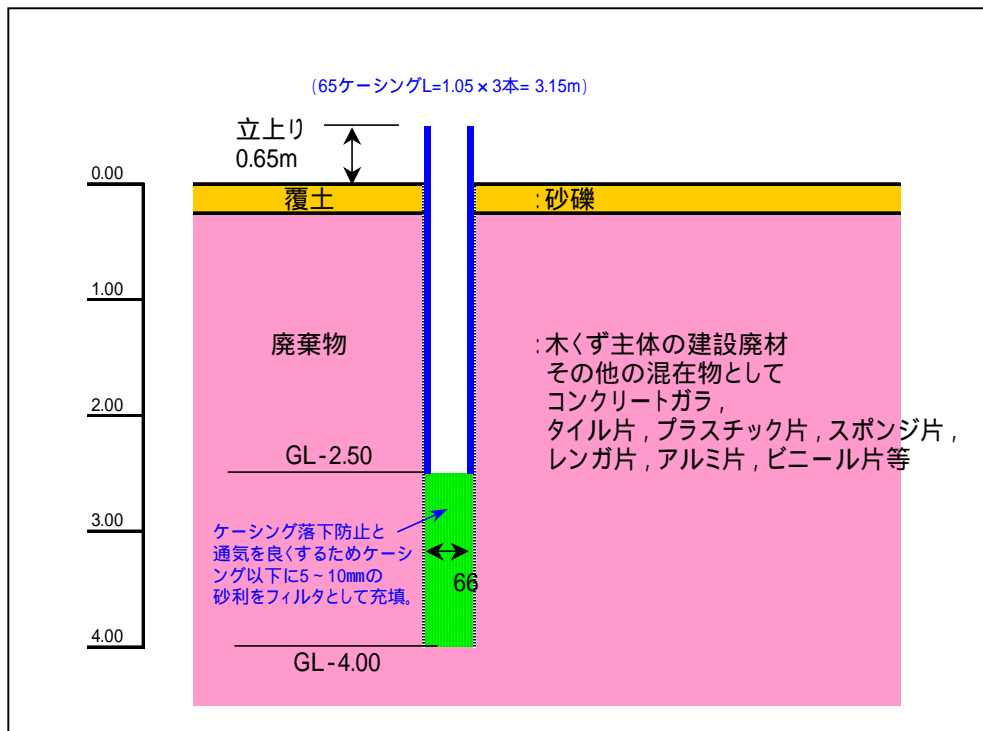 (65ケーシングL=1.05×3本= 3.15m)
立上り
0.65m
0.00
覆土
:砂礫
1.00
廃棄物
:木くず主体の建設廃材
その他の混在物として
コンクリートガラ,
タイル片,プラスチック片,スポンジ片,
レンガ片,アルミ片,ビニール片等
2.00
GL-2.50
3.00
ケーシング落下防止と
通気を良くするためケーシ
ング以下に5~10㎜の
砂利をフィルタとして充填。
66
4.00
GL-4.00